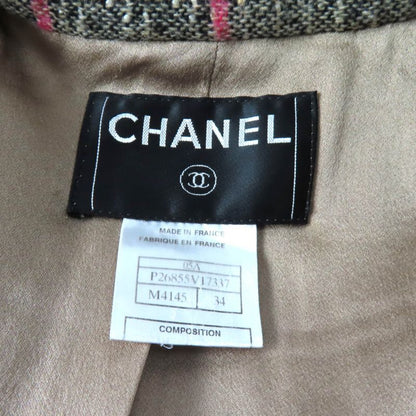 CHANEL
MADE IN FRANCE
FABRIQUE EN FRANCE
05A
P26855V17337
M4145 34
COMPOSITION